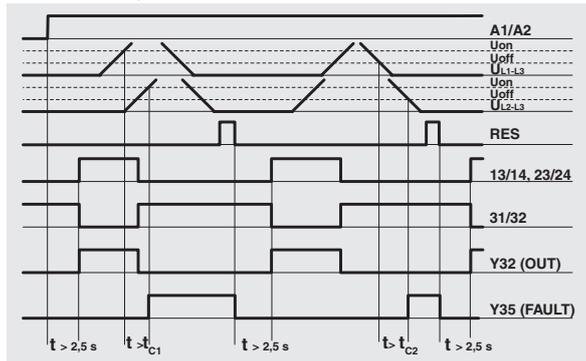 A1/A2
Uon
Uoff
UL1-L3
Uon
Uoff
UL2-L3
RES
13/14, 23/24
31/32
Y32 (OUT)
Y35 (FAULT)
t > 2,5 s t >tC1 t > 2,5 s t > tC2 t > 2,5 s